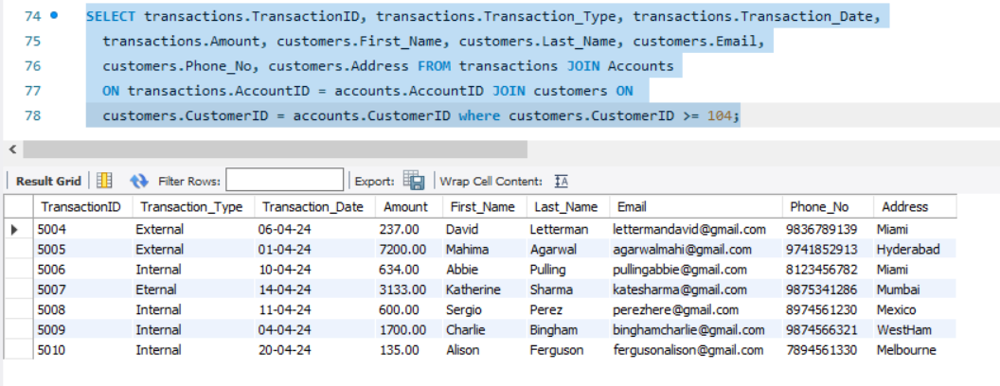 74 SELECT transactions.TransactionID, transactions.Transaction_Type, transactions.Transaction_Date,
75 transactions.Amount, customers.First_Name, customers.Last_Name, customers.Email,
76 customers.Phone_No, customers.Address FROM transactions JOIN Accounts
77 ON transactions.AccountID = accounts.AccountID JOIN customers ON
78 customers.CustomerID = accounts.CustomerID where customers.CustomerID >= 104;
Result Grid Filter Rows: Export: Wrap Cell Content: IA
TransactionID Transaction_Type Transaction_Date Amount First_Name Last_Name Email Phone_No Address
5004 External 06-04-24 237.00 David Letterman lettermandavid@gmail.com 9836789139 Miami
5005 External 01-04-24 7200.00 Mahima Agarwal agarwalmahi@gmail.com 9741852913 Hyderabad
5006 Internal 10-04-24 634.00 Abbie Pulling pullingabbie@gmail.com 8123456782 Miami
5007 Eternal 14-04-24 3133.00 Katherine Sharma katesharma@gmail.com 9875341286 Mumbai
5008 Internal 11-04-24 600.00 Sergio Perez perezhere@gmail.com 8974561230 Mexico
5009 Internal 04-04-24 1700.00 Charlie Bingham binghamcharlie@gmail.com 9874566321 WestHam
5010 Internal 20-04-24 135.00 Alison Ferguson fergusonalison@gmail.com 7894561330 Melbourne